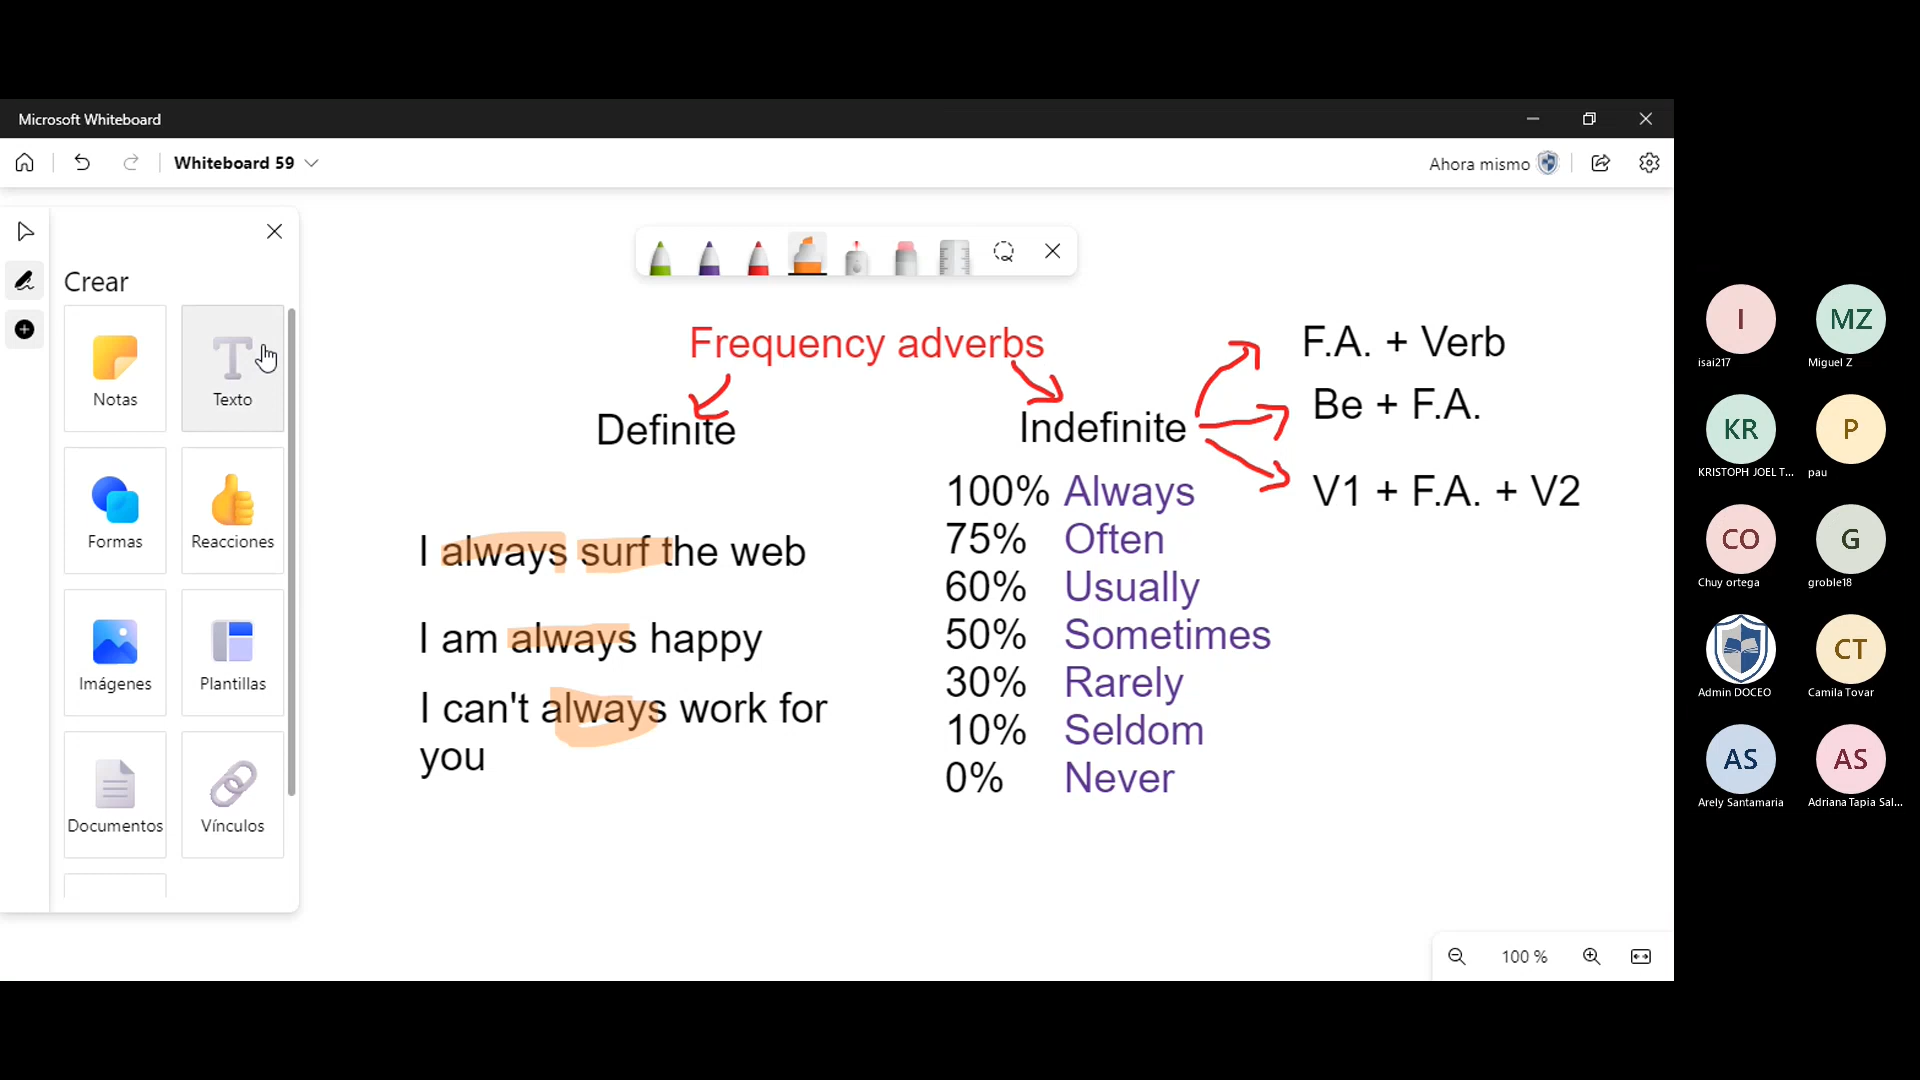 Microsoft Whiteboard
Whiteboard 59
Ahora mismo
Crear
Notas
Texto
Formas
Reacciones
Imágenes
Plantillas
Documentos
Vínculos
Frequency adverbs
Definite
Indefinite
F.A. + Verb
Be + F.A.
V1 + F.A. + V2
I always surf the web
I am always happy
I can't always work for
you
100% Always
75% Often
60% Usually
50% Sometimes
30% Rarely
10% Seldom
0% Never
100 %
I
isai217
MZ
Miguel Z
KR
KRISTOPH JOEL T...
P
pau
CO
Chuy ortega
G
groble18
Admin DOCEO
CT
Camila Tovar
AS
Arely Santamaria
AS
Adriana Tapia Sal...